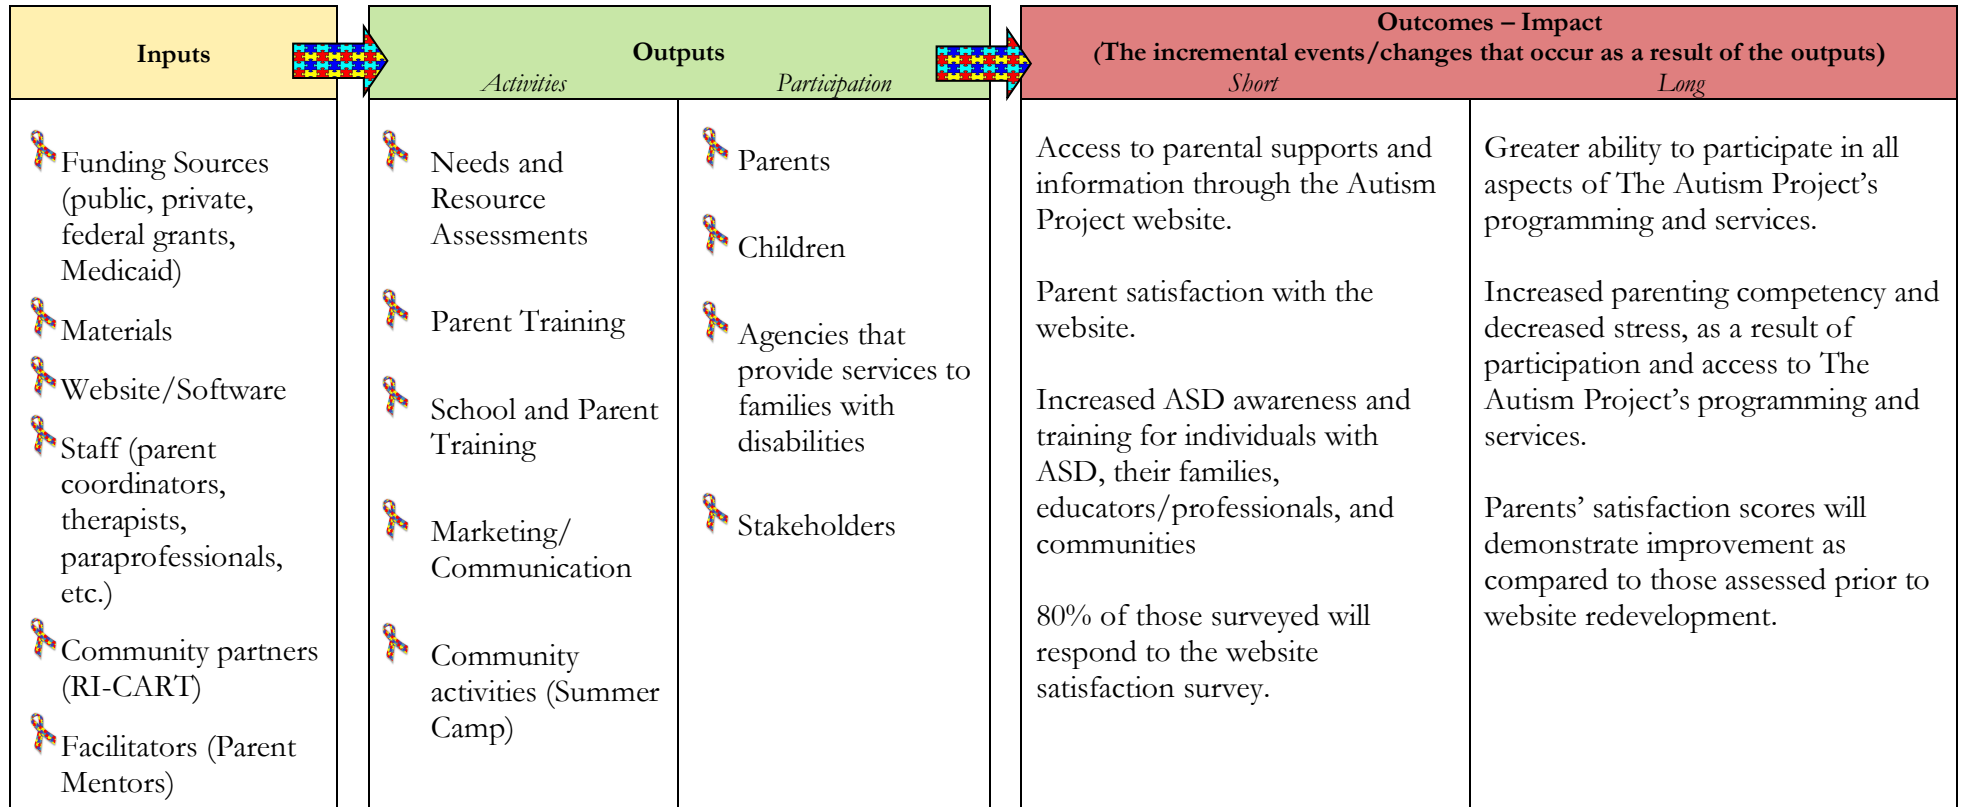 Inputs
Outputs
Activities
Participation
Outcomes – Impact
(The incremental events/changes that occur as a result of the outputs)
Short
Long
Funding Sources
(public, private,
federal grants,
Medicaid)
Materials
Website/Software
Staff (parent
coordinators,
therapists,
paraprofessionals,
etc.)
Community partners
(RI-CART)
Facilitators (Parent
Mentors)
Needs and
Resource
Assessments
Parent Training
School and Parent
Training
Marketing/
Communication
Community
activities (Summer
Camp)
Parents
Children
Agencies that
provide services to
families with
disabilities
Stakeholders
Access to parental supports and
information through the Autism
Project website.
Parent satisfaction with the
website.
Increased ASD awareness and
training for individuals with
ASD, their families,
educators/professionals, and
communities
80% of those surveyed will
respond to the website
satisfaction survey.
Greater ability to participate in all
aspects of The Autism Project’s
programming and services.
Increased parenting competency and
decreased stress, as a result of
participation and access to The
Autism Project’s programming and
services.
Parents’ satisfaction scores will
demonstrate improvement as
compared to those assessed prior to
website redevelopment.